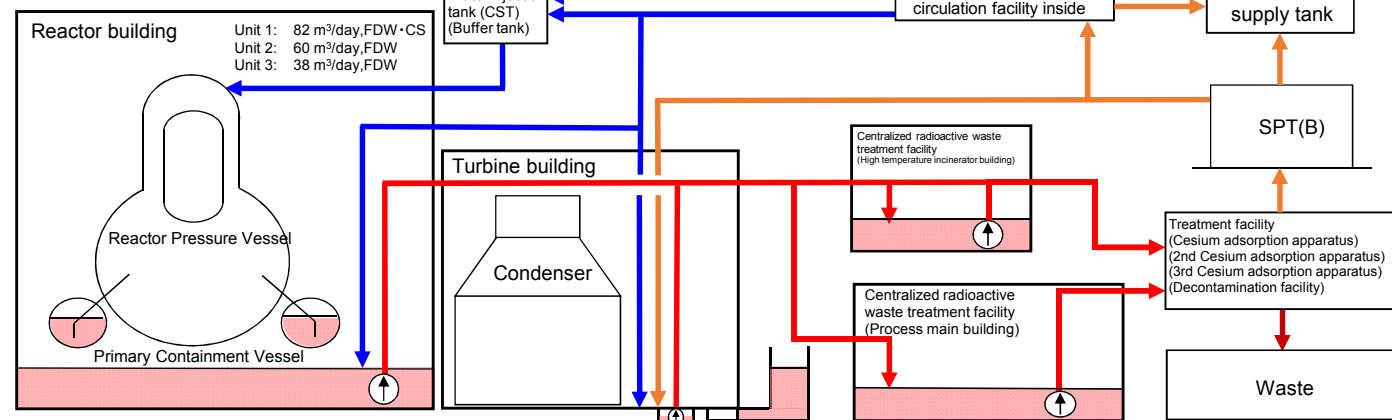 tank (CST)
(Buffer tank)
circulation facility inside
supply tank
Reactor building
Unit 1: 82 m³/day,FDW・CS
Unit 2: 60 m³/day,FDW
Unit 3: 38 m³/day,FDW
SPT(B)
Centralized radioactive waste
treatment facility
(High temperature incinerator building)
Turbine building
Reactor Pressure Vessel
Condenser
Treatment facility
(Cesium adsorption apparatus)
(2nd Cesium adsorption apparatus)
(3rd Cesium adsorption apparatus)
(Decontamination facility)
Centralized radioactive
waste treatment facility
(Process main building)
Primary Containment Vessel
Waste